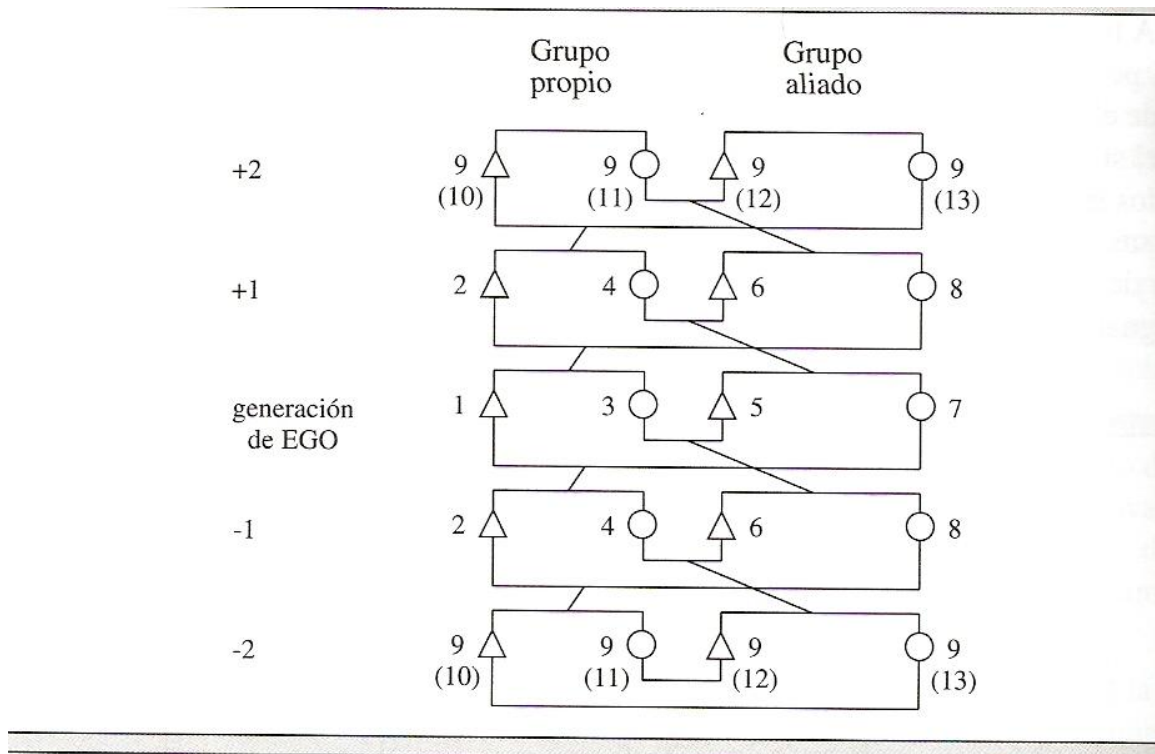 Grupo propio
Grupo aliado
+2
9 9 9 9
(10) (11) (12) (13)
+1
2 4 6 8
generación
de EGO
1 3 5 7
-1
2 4 6 8
-2
9 9 9 9
(10) (11) (12) (13)